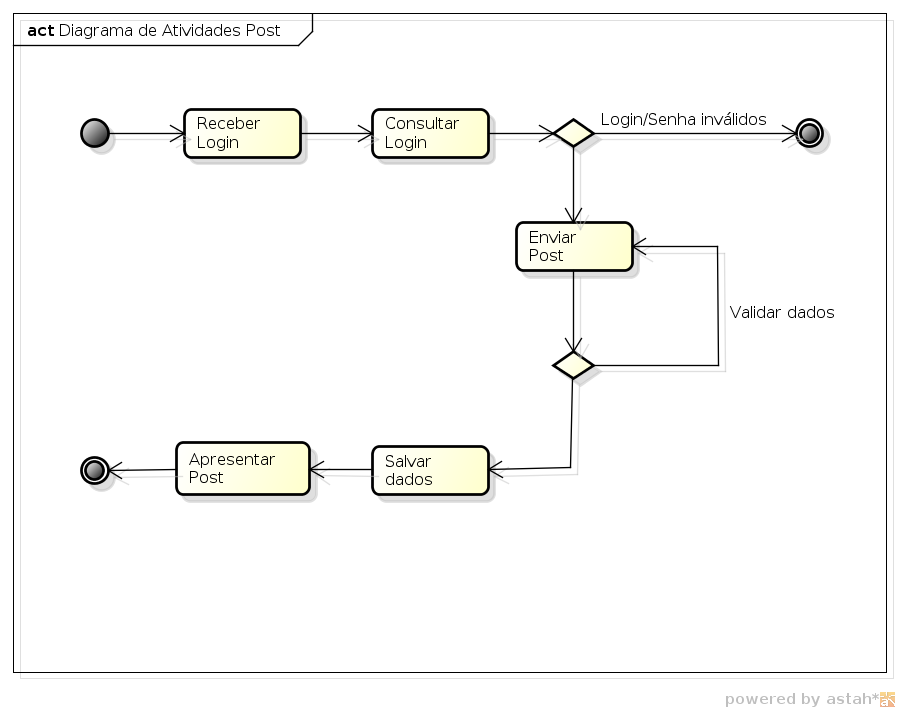 act Diagrama de Atividades Post
Receber
Login
Consultar
Login
Login/Senha inválidos
Enviar
Post
Validar dados
Apresentar
Post
Salvar
dados
powered by astah*